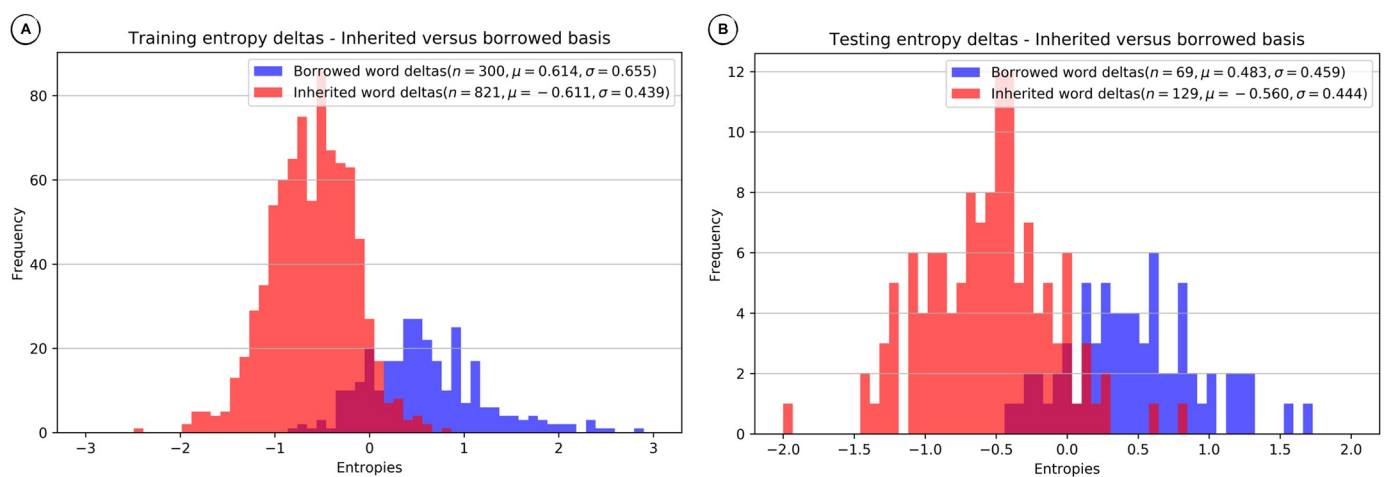 A
Training entropy deltas - Inherited versus borrowed basis
Borrowed word deltas(n = 300, μ = 0.614, σ = 0.655)
Inherited word deltas(n = 821, μ = −0.611, σ = 0.439)
Frequency
80
60
40
20
0
−3 −2 −1 0 1 2 3
Entropies
B
Testing entropy deltas - Inherited versus borrowed basis
Borrowed word deltas(n = 69, μ = 0.483, σ = 0.459)
Inherited word deltas(n = 129, μ = −0.560, σ = 0.444)
Frequency
12
10
8
6
4
2
0
−2.0 −1.5 −1.0 −0.5 0.0 0.5 1.0 1.5 2.0
Entropies